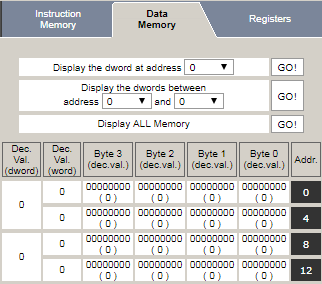 Instruction Memory
Data Memory
Registers
Display the dword at address 0 ▼ GO!
Display the dwords between
address 0 ▼ and 0 ▼ GO!
Display ALL Memory GO!
Dec. Val. (dword) Dec. Val. (word) Byte 3 (dec.val.) Byte 2 (dec.val.) Byte 1 (dec.val.) Byte 0 (dec.val.) Addr.
0 0 00000000 ( 0 ) 00000000 ( 0 ) 00000000 ( 0 ) 00000000 ( 0 ) 0
0 00000000 ( 0 ) 00000000 ( 0 ) 00000000 ( 0 ) 00000000 ( 0 ) 4
0 0 00000000 ( 0 ) 00000000 ( 0 ) 00000000 ( 0 ) 00000000 ( 0 ) 8
0 00000000 ( 0 ) 00000000 ( 0 ) 00000000 ( 0 ) 00000000 ( 0 ) 12